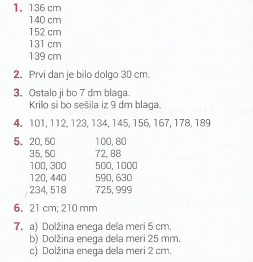 1. 136 cm
140 cm
152 cm
131 cm
139 cm
2. Prvi dan je bilo dolgo 30 cm.
3. Ostalo ji bo 7 dm blaga.
Krilo si bo sešila iz 9 dm blaga.
4. 101, 112, 123, 134, 145, 156, 167, 178, 189
5. 20, 50 100, 80
35, 50 72, 88
100, 300 500, 1000
120, 440 590, 630
234, 518 725, 999
6. 21 cm; 210 mm
7. a) Dolžina enega dela meri 5 cm.
b) Dolžina enega dela meri 25 mm.
c) Dolžina enega dela meri 2 cm.